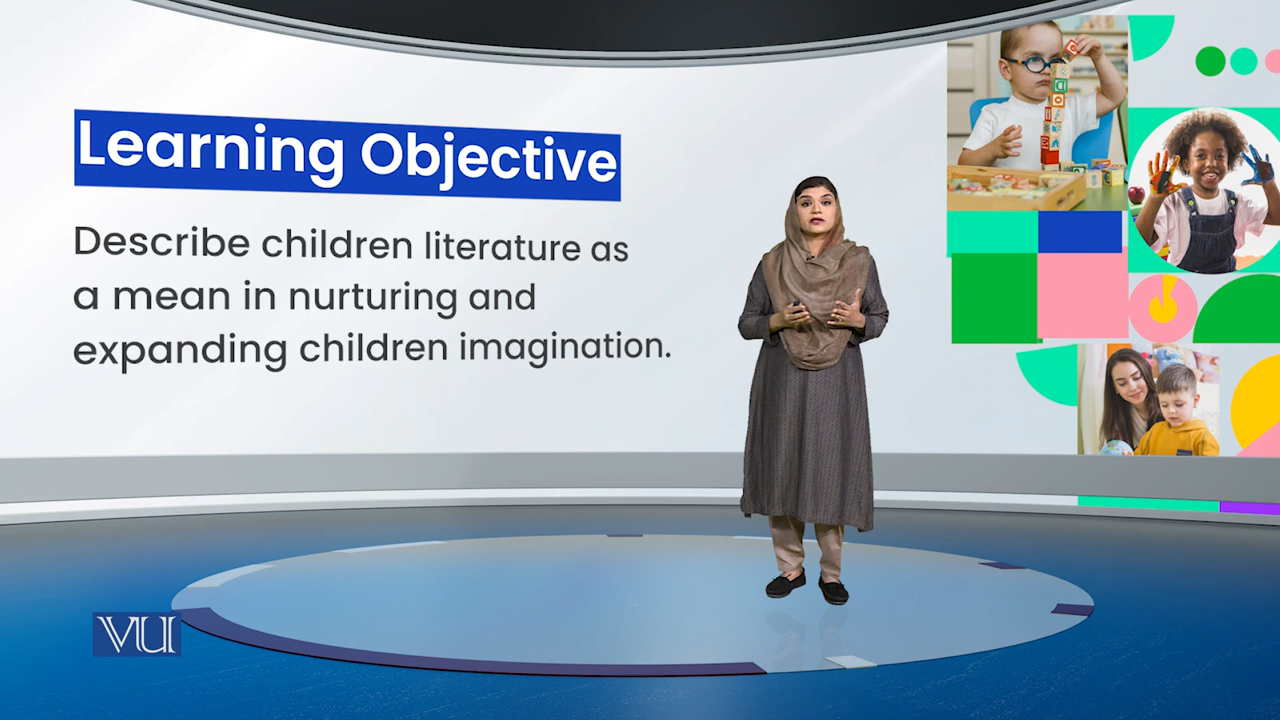 Learning Objective
Describe children literature as
a mean in nurturing and
expanding children imagination.
VU